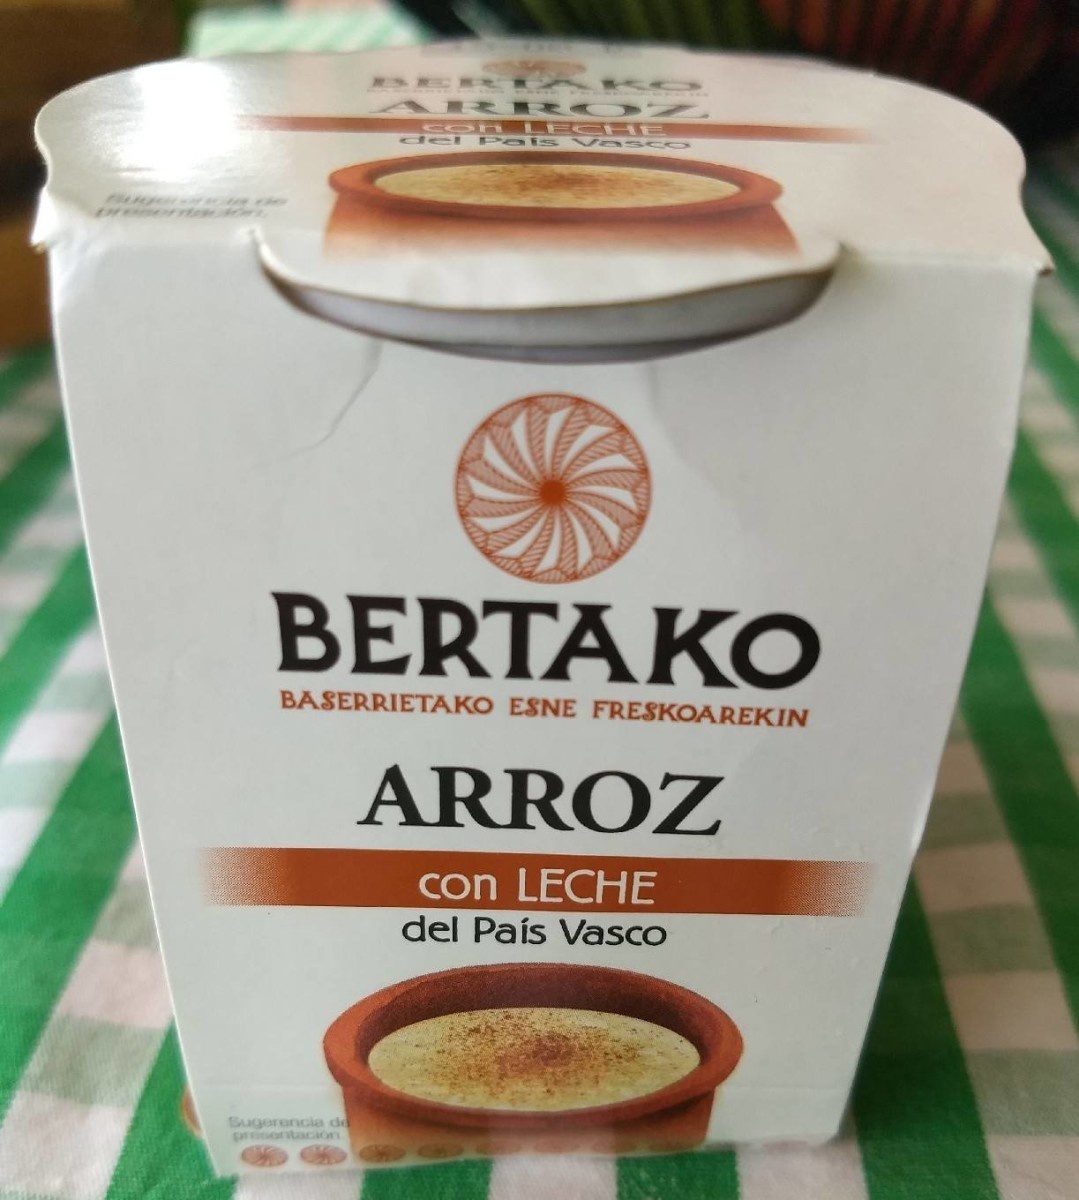 BERTAKO
ARROZ
con LECHE
del País Vasco
Sugerencia de
presentación
BERTAKO
BASERRIETAKO ESNE FRESKOAREKIN
ARROZ
con LECHE
del País Vasco
Sugerencia de
presentación